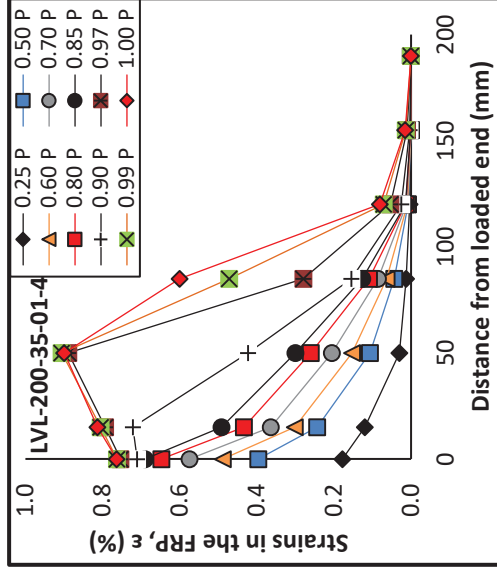 LVL-200-35-01-4
0.25 P 0.50 P
0.60 P 0.70 P
0.80 P 0.85 P
0.90 P 0.97 P
0.99 P 1.00 P
Strains in the FRP, ε (%)
1.0
0.8
0.6
0.4
0.2
0.0
0 50 100 150 200
Distance from loaded end (mm)